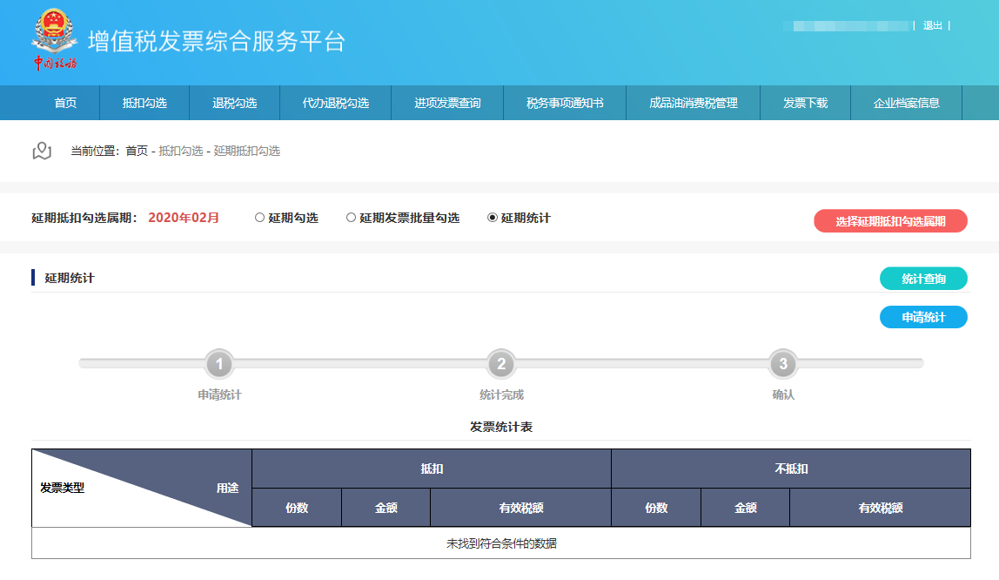 增值税发票综合服务平台
中国税务
| 退出 |
首页 抵扣勾选 退税勾选 代办退税勾选 进项发票查询 税务事项通知书 成品油消费税管理 发票下载 企业档案信息
当前位置：首页 - 抵扣勾选 - 延期抵扣勾选
延期抵扣勾选属期： 2020年02月 延期勾选 延期发票批量勾选 延期统计 选择延期抵扣勾选属期
延期统计 统计查询
申请统计
1 2 3
申请统计 统计完成 确认
发票统计表
发票类型 用途 抵扣 不抵扣
份数 金额 有效税额 份数 金额 有效税额
未找到符合条件的数据